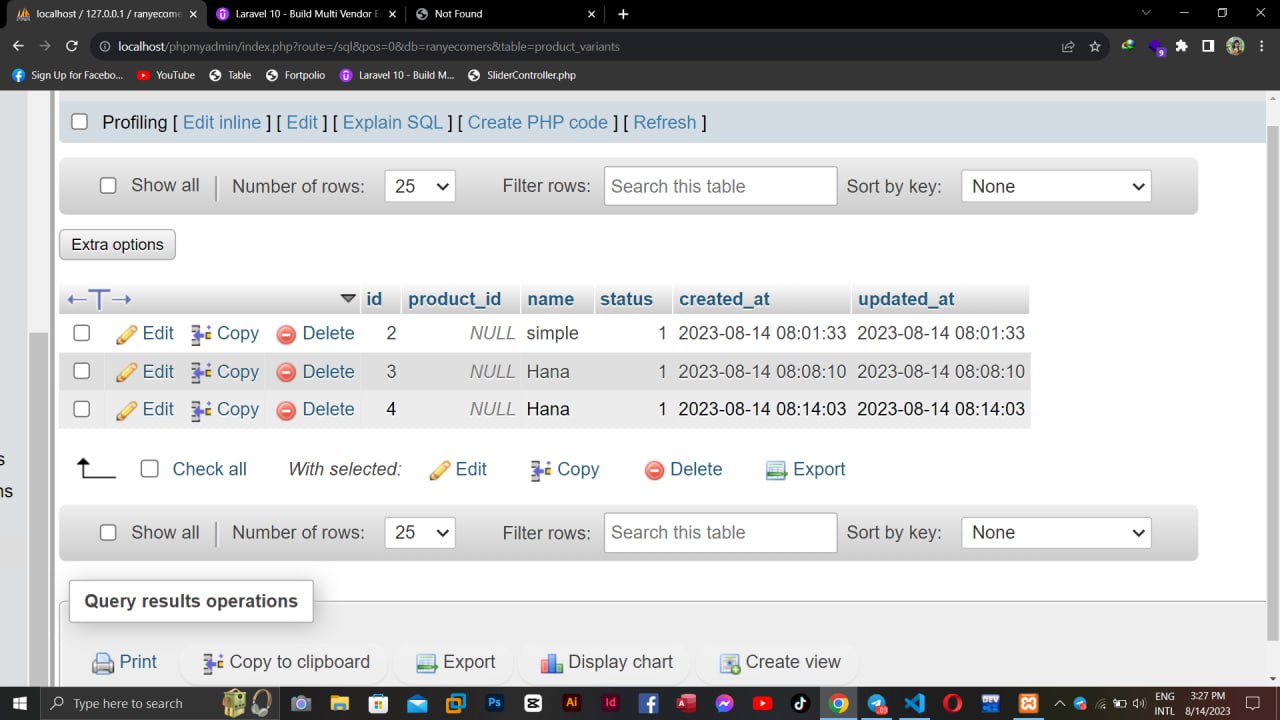 localhost / 127.0.0.1 / ranyecome
Laravel 10 - Build Multi Vendor E
Not Found
localhost/phpmyadmin/index.php?route=/sql&pos=0&db=ranyecomers&table=product_variants
9
Sign Up for Facebo... YouTube Table Fortpolio Laravel 10 - Build M... SliderController.php
Profiling [ Edit inline ] [ Edit ] [ Explain SQL ] [ Create PHP code ] [ Refresh ]
Show all Number of rows: 25 Filter rows: Search this table Sort by key: None
Extra options
id product_id name status created_at updated_at
Edit Copy Delete 2 NULL simple 1 2023-08-14 08:01:33 2023-08-14 08:01:33
Edit Copy Delete 3 NULL Hana 1 2023-08-14 08:08:10 2023-08-14 08:08:10
Edit Copy Delete 4 NULL Hana 1 2023-08-14 08:14:03 2023-08-14 08:14:03
Check all With selected: Edit Copy Delete Export
Show all Number of rows: 25 Filter rows: Search this table Sort by key: None
Query results operations
Print Copy to clipboard Export Display chart Create view
Type here to search
Ps
Ai
Id
ENG
INTL
3:27 PM
8/14/2023